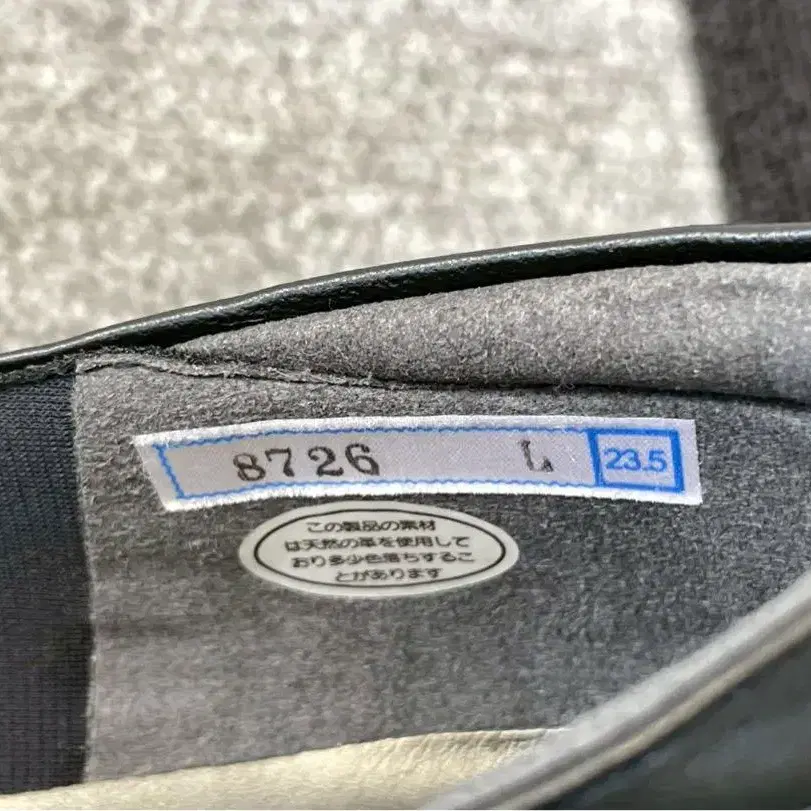 8726 L 23.5
この製品の素材
は天然の革を使用して
おり多少色落ちするこ
とがあります